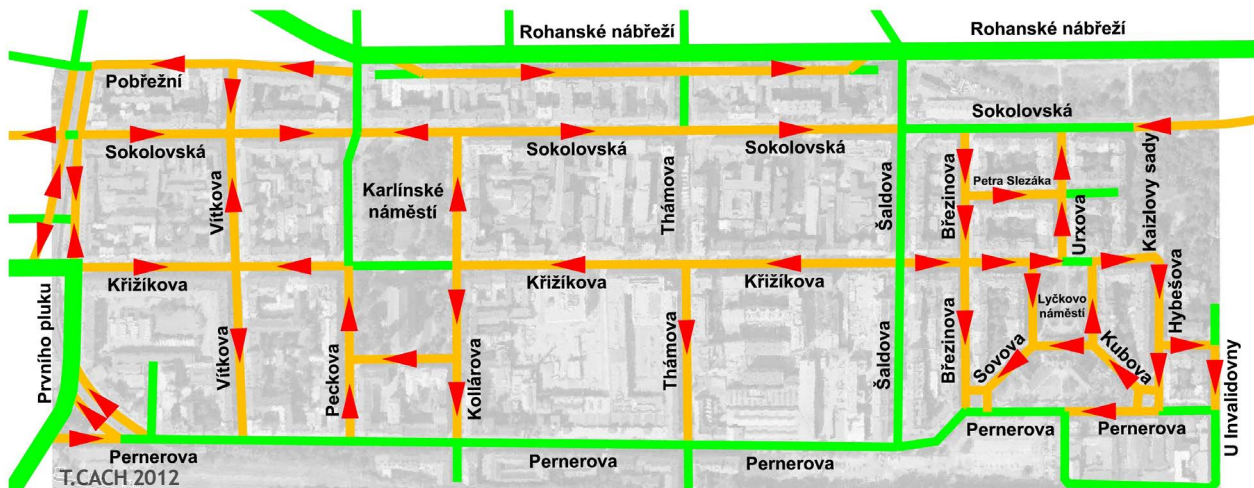 Rohanské nábřeží
Rohanské nábřeží
Pobřežní
Sokolovská
Sokolovská
Sokolovská
Sokolovská
Karlínské
náměstí
Vítkova
Thámova
Šaldova
Březinova
Petra Slezáka
Urxova
Kaizlovy sady
Křižíkova
Křižíkova
Křižíkova
Prvního pluku
Vítkova
Peckova
Kollárova
Thámova
Šaldova
Březinova
Sovova
Lyčkovo
náměstí
Kubova
Hybešova
U Invalidovny
Pernerova
Pernerova
Pernerova
Pernerova
Pernerova
T.CACH 2012